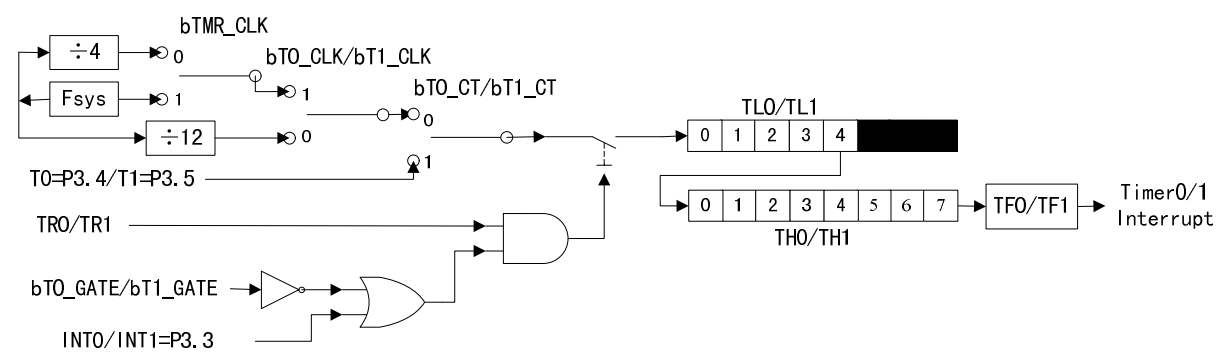 bTMR_CLK
÷4
0
bT0_CLK/bT1_CLK
Fsys
1
1
bT0_CT/bT1_CT
0
÷12
0
TL0/TL1
0 1 2 3 4
1
T0=P3.4/T1=P3.5
0 1 2 3 4 5 6 7
TF0/TF1
Timer0/1
Interrupt
TR0/TR1
TH0/TH1
bT0_GATE/bT1_GATE
INT0/INT1=P3.3